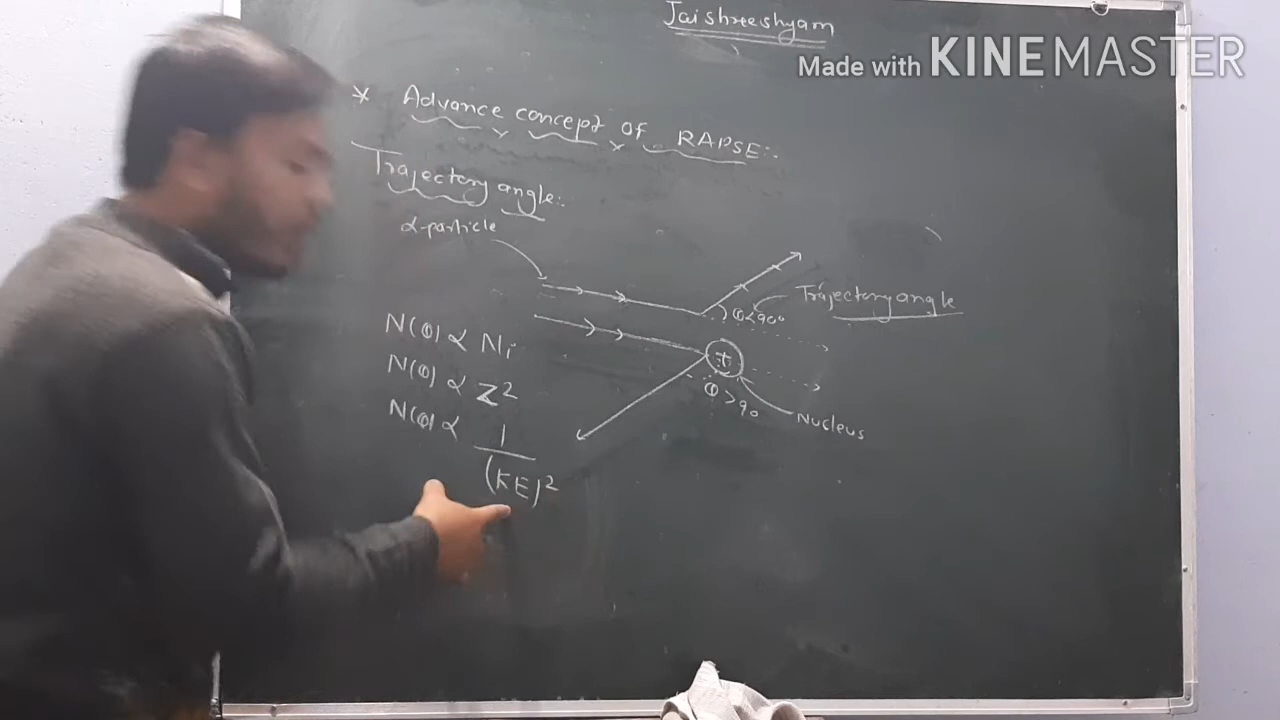 Jaishreeshyam
Made with KINEMASTER
* Advance concept of RAPSE:-
Trajectory angle:-
α-particle
Trajectory angle
θ<90°
N(θ) ∝ Ni
N(θ) ∝ Z²
N(θ) ∝ 1/(KE)²
+
θ>90
Nucleus